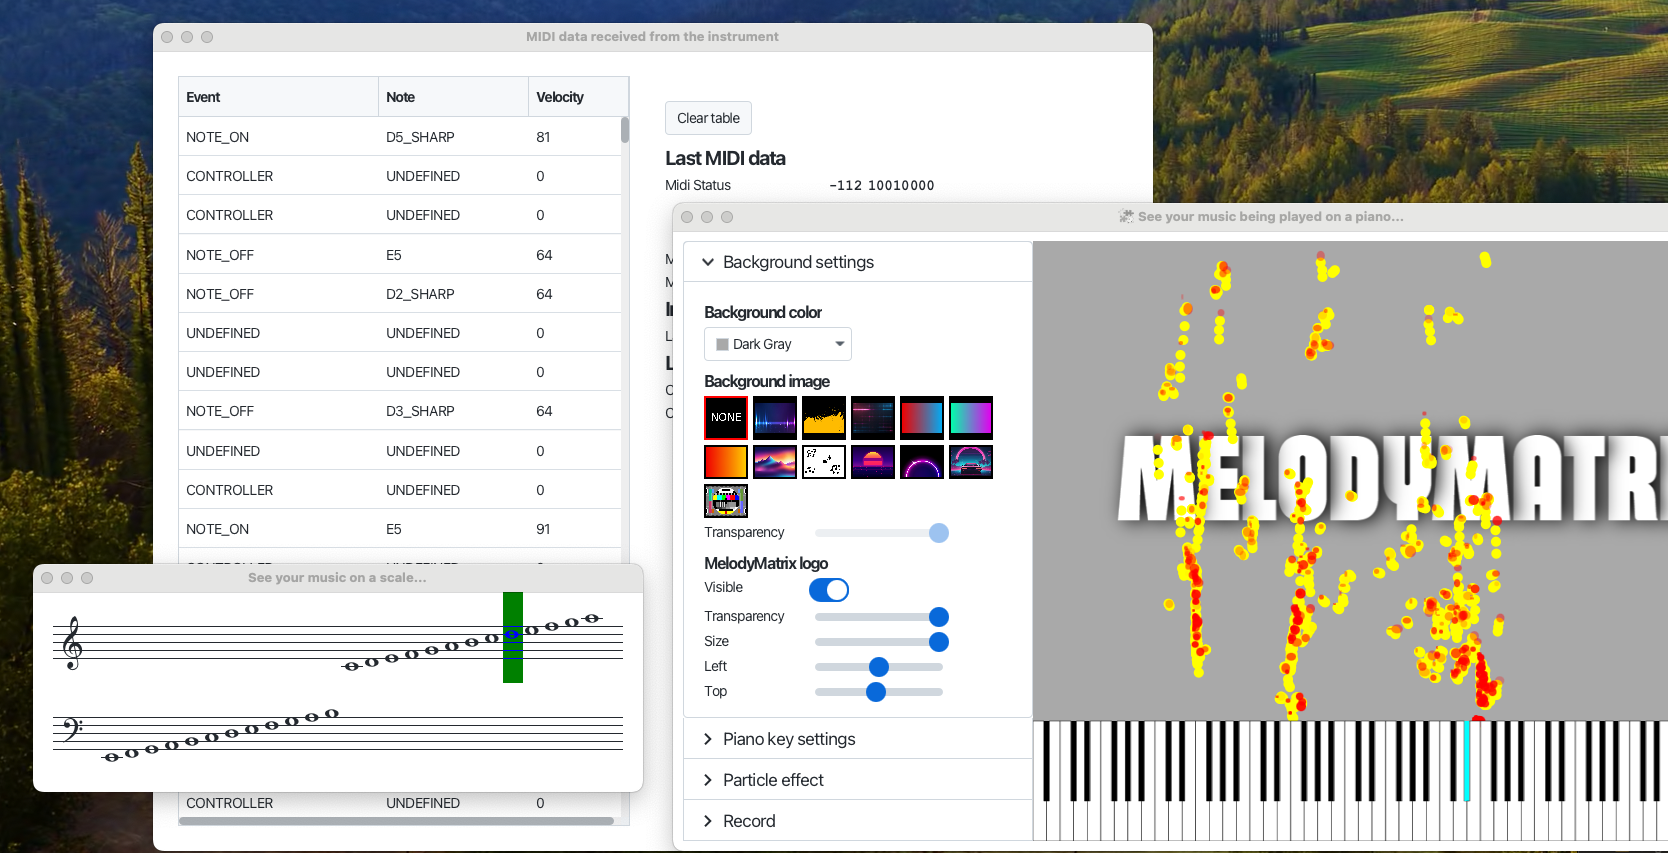 MIDI data received from the instrument
Event Note Velocity
NOTE_ON D5_SHARP 81
CONTROLLER UNDEFINED 0
CONTROLLER UNDEFINED 0
NOTE_OFF E5 64
NOTE_OFF D2_SHARP 64
UNDEFINED UNDEFINED 0
UNDEFINED UNDEFINED 0
NOTE_OFF D3_SHARP 64
UNDEFINED UNDEFINED 0
CONTROLLER UNDEFINED 0
NOTE_ON E5 91
CONTROLLER UNDEFINED 0
Clear table
Last MIDI data
Midi Status -112 10010000
See your music on a scale...
See your music being played on a piano...
Background settings
Background color
Dark Gray
Background image
NONE
Transparency
MelodyMatrix logo
Visible
Transparency
Size
Left
Top
Piano key settings
Particle effect
Record
MELODYMATRI